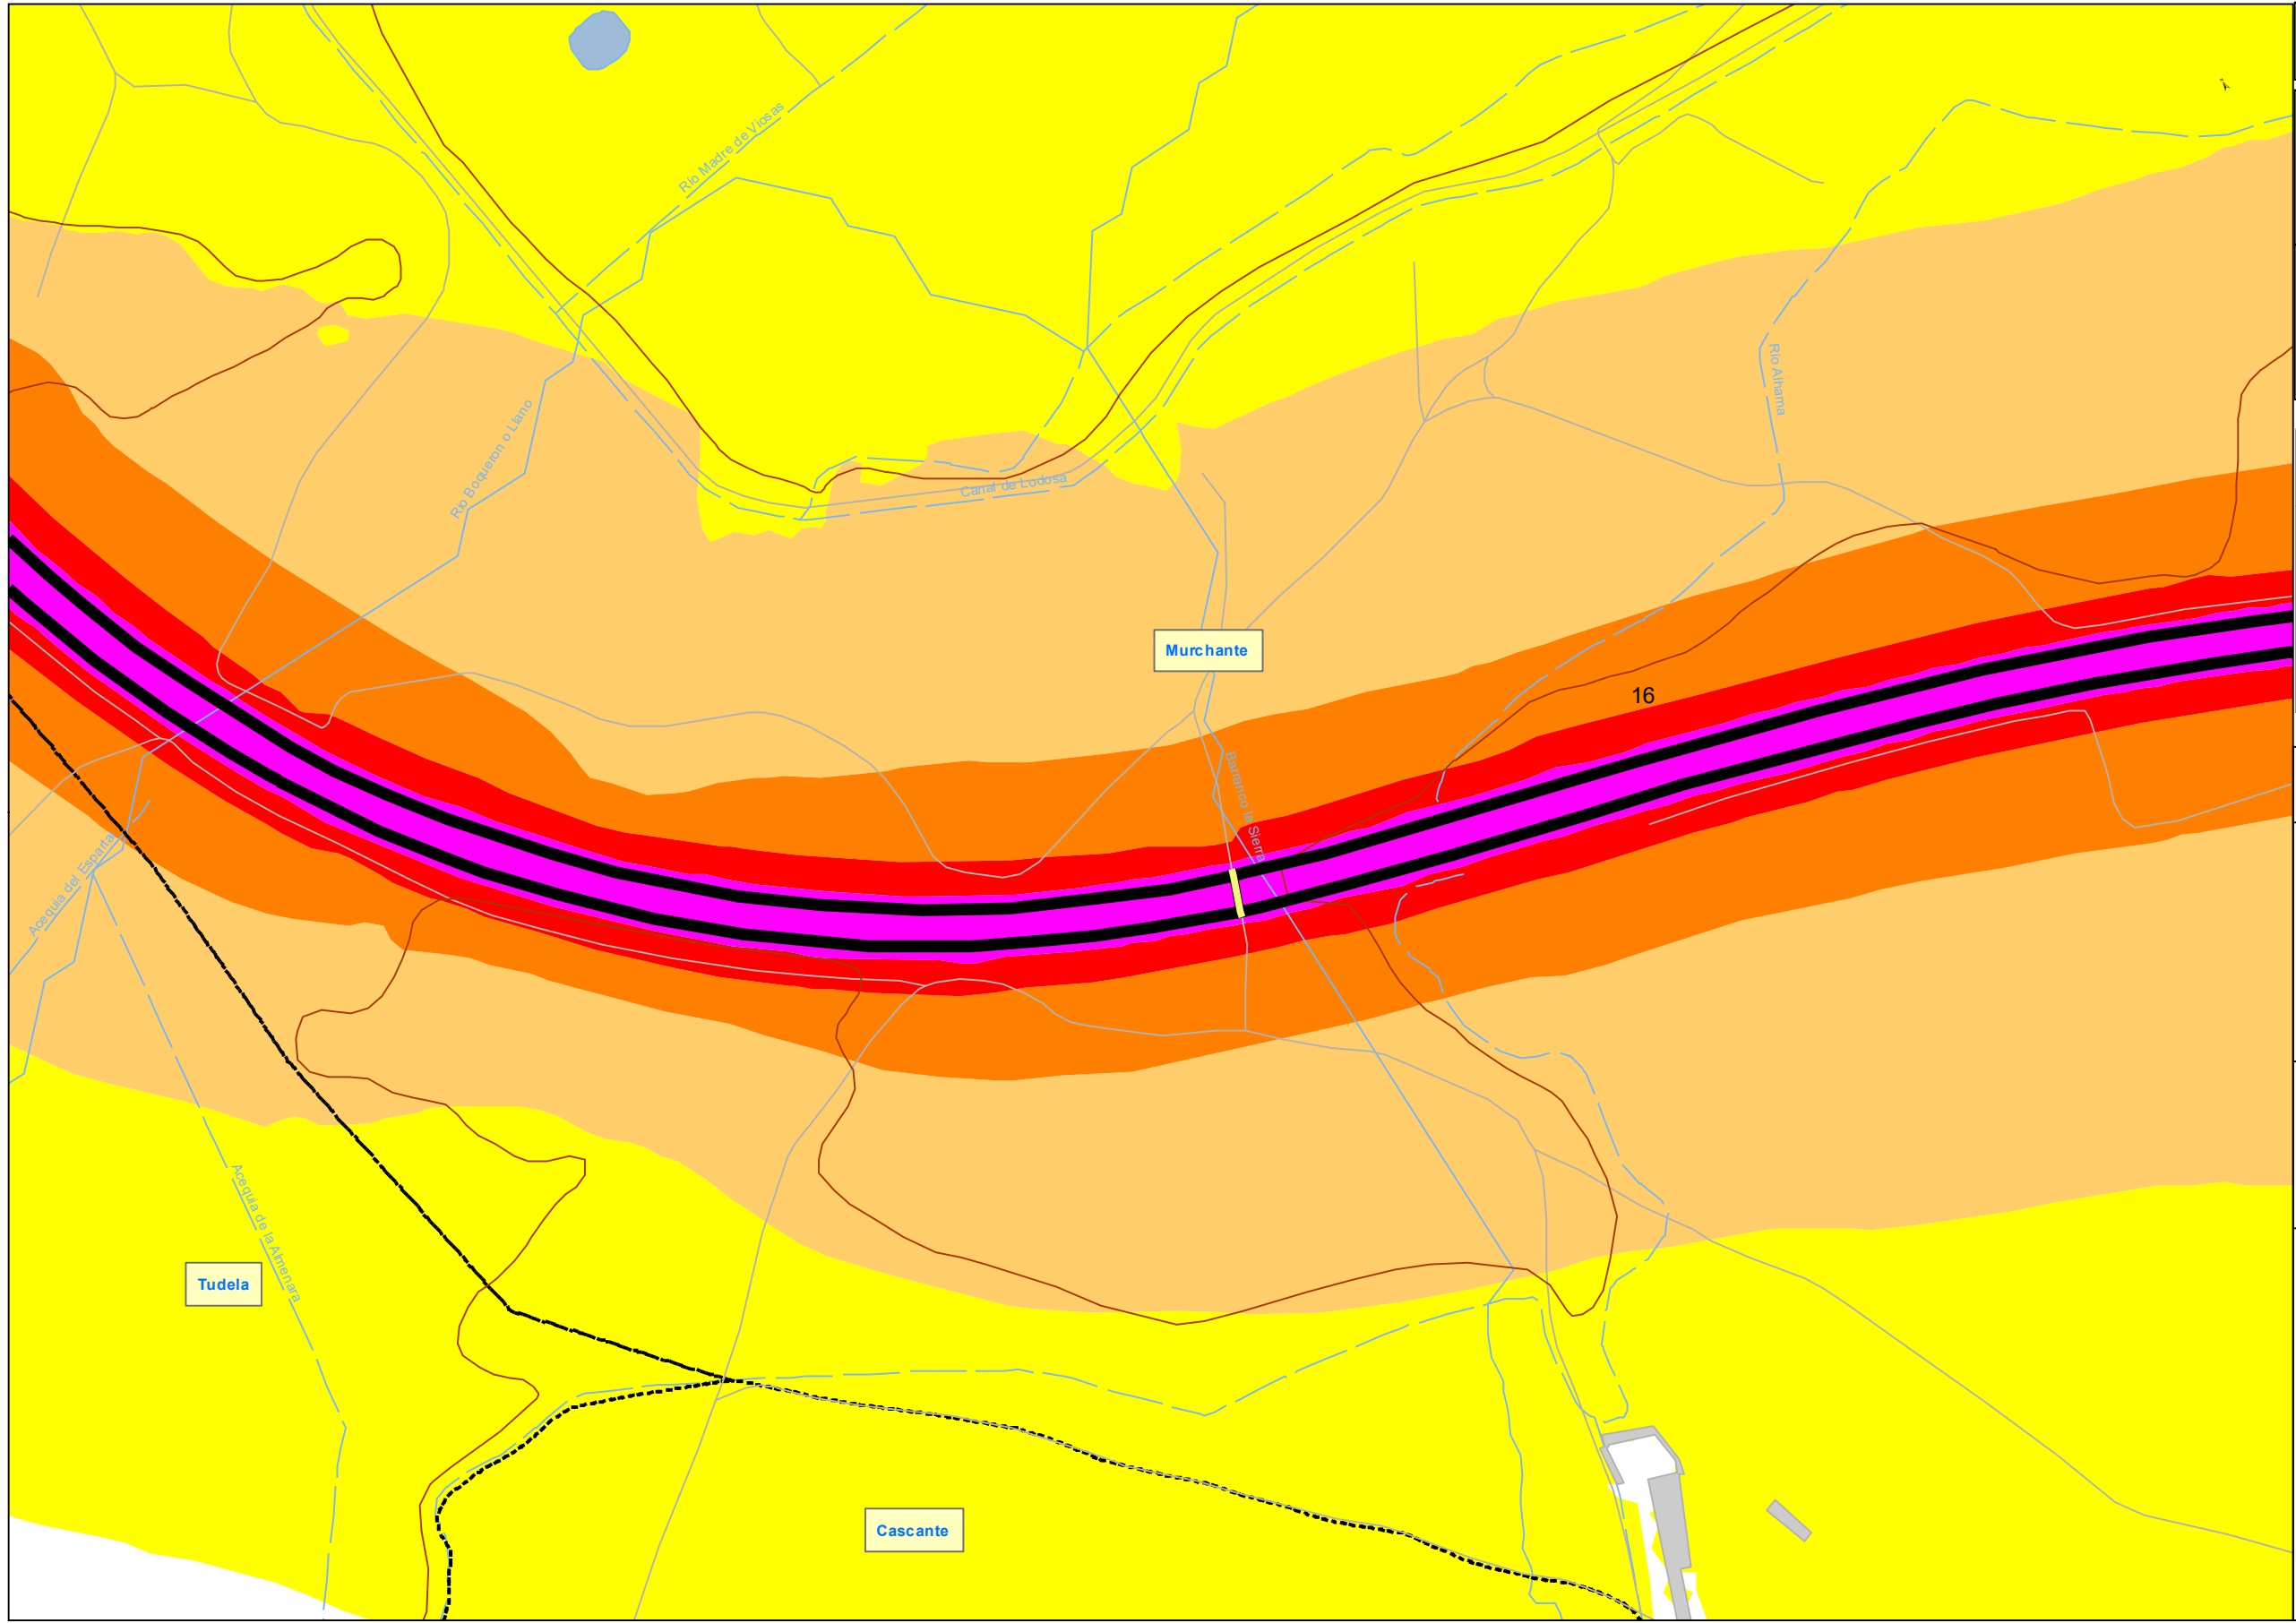 Río Madre de Viosas
Río Alhama
Río Boqueron o Llano
Canal de Lodosa
Murchante
16
Barranco la Sierra
Acequia del Espartal
Acequia de la Almenara
Tudela
Cascante